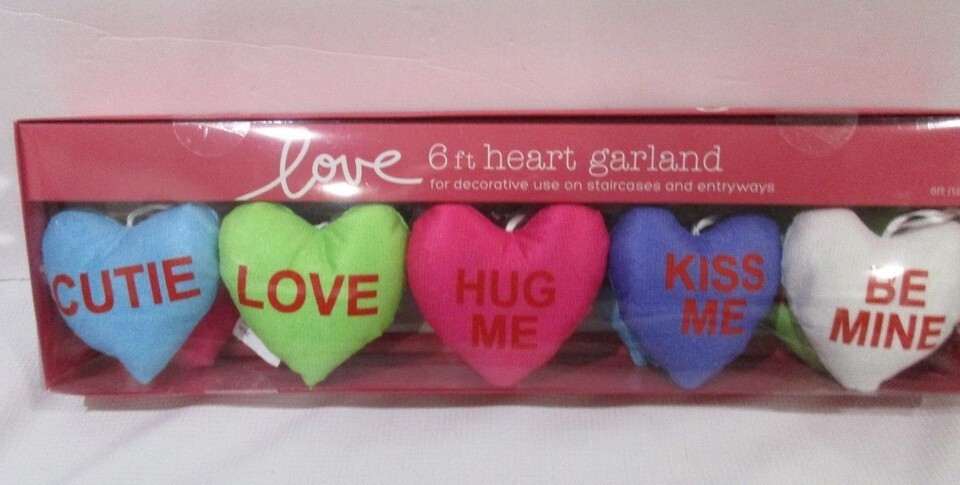 love 6 ft heart garland
for decorative use on staircases and entryways
CUTIE
LOVE
HUG
ME
KISS
ME
BE
MINE